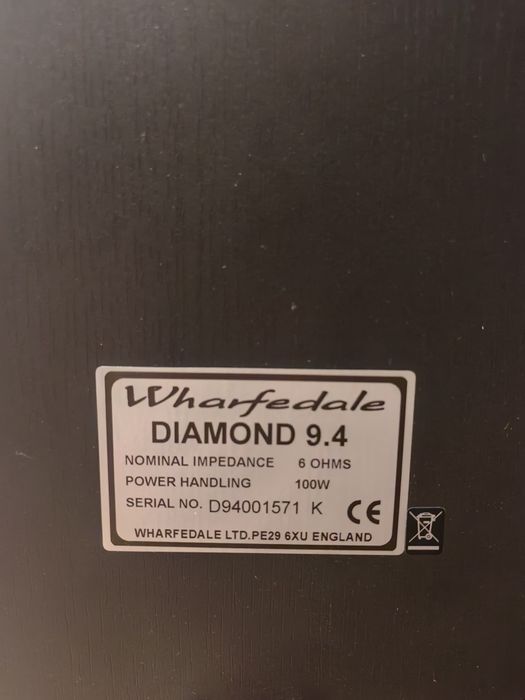 Wharfedale
DIAMOND 9.4
NOMINAL IMPEDANCE 6 OHMS
POWER HANDLING 100W
SERIAL NO. D94001571 K CE
WHARFEDALE LTD.PE29 6XU ENGLAND